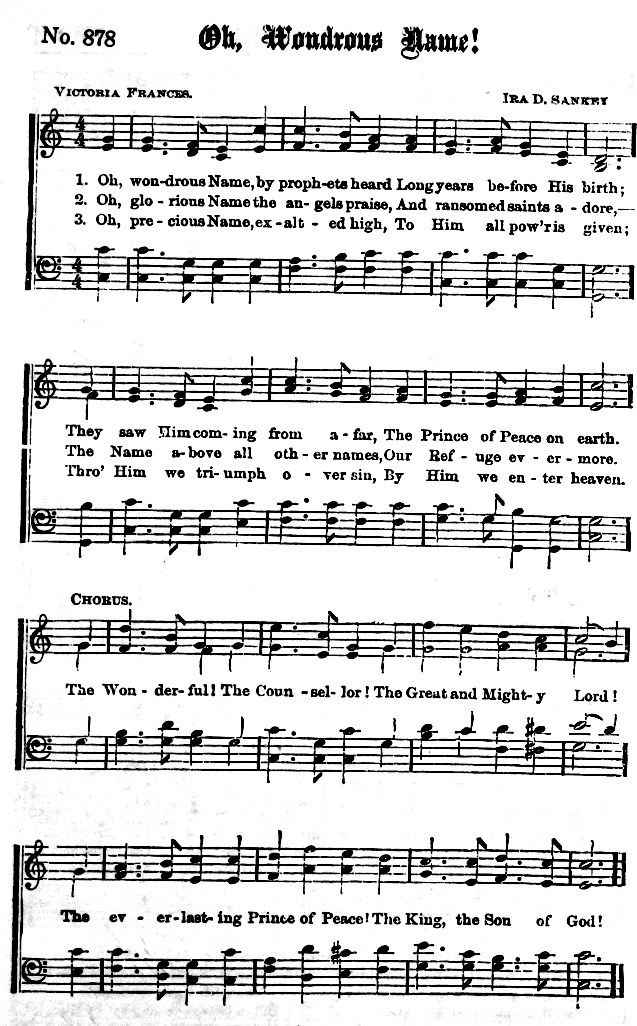 No. 878
Oh, Wondrous Name!
VICTORIA FRANCES.
IRA D. SANKEY
1. Oh, won-drous Name, by proph-ets heard Long years be-fore His birth;
2. Oh, glo-rious Name the an-gels praise, And ransomed saints a-dore,—
3. Oh, pre-cious Name, ex-alt-ed high, To Him all pow'r is given;
They saw Him com-ing from a-far, The Prince of Peace on earth.
The Name a-bove all oth-er names, Our Ref-uge ev-er-more.
Thro' Him we tri-umph o-ver sin, By Him we en-ter heaven.
CHORUS.
The Won-der-ful! The Coun-sel-lor! The Great and Might-y Lord!
The ev-er-last-ing Prince of Peace! The King, the Son of God!